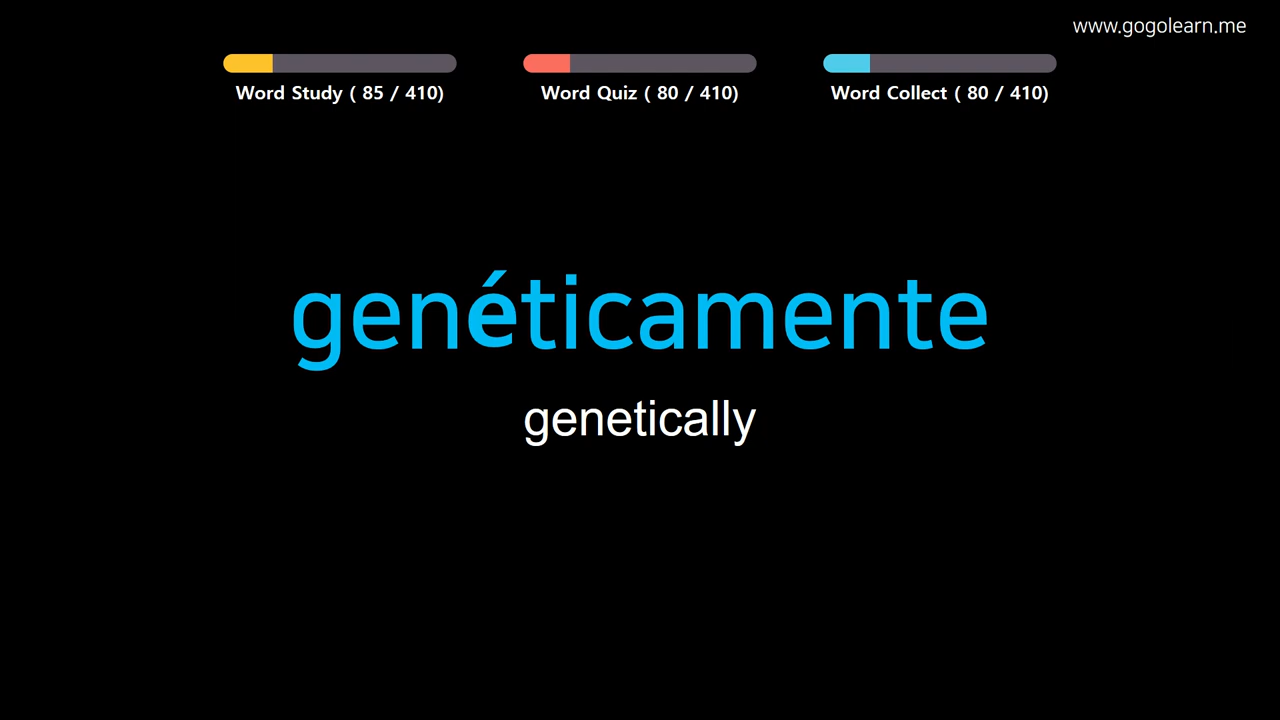 www.gogolearn.me
Word Study ( 85 / 410)
Word Quiz ( 80 / 410)
Word Collect ( 80 / 410)
genéticamente
genetically